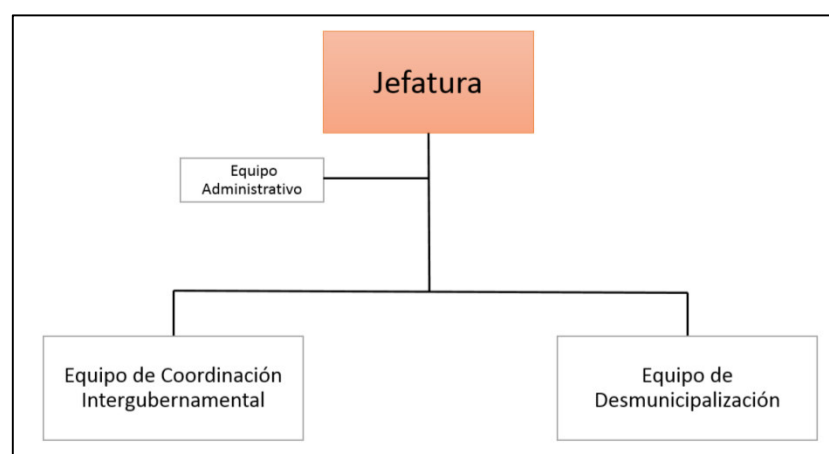 Jefatura
Equipo
Administrativo
Equipo de Coordinación
Intergubernamental
Equipo de
Desmunicipalización